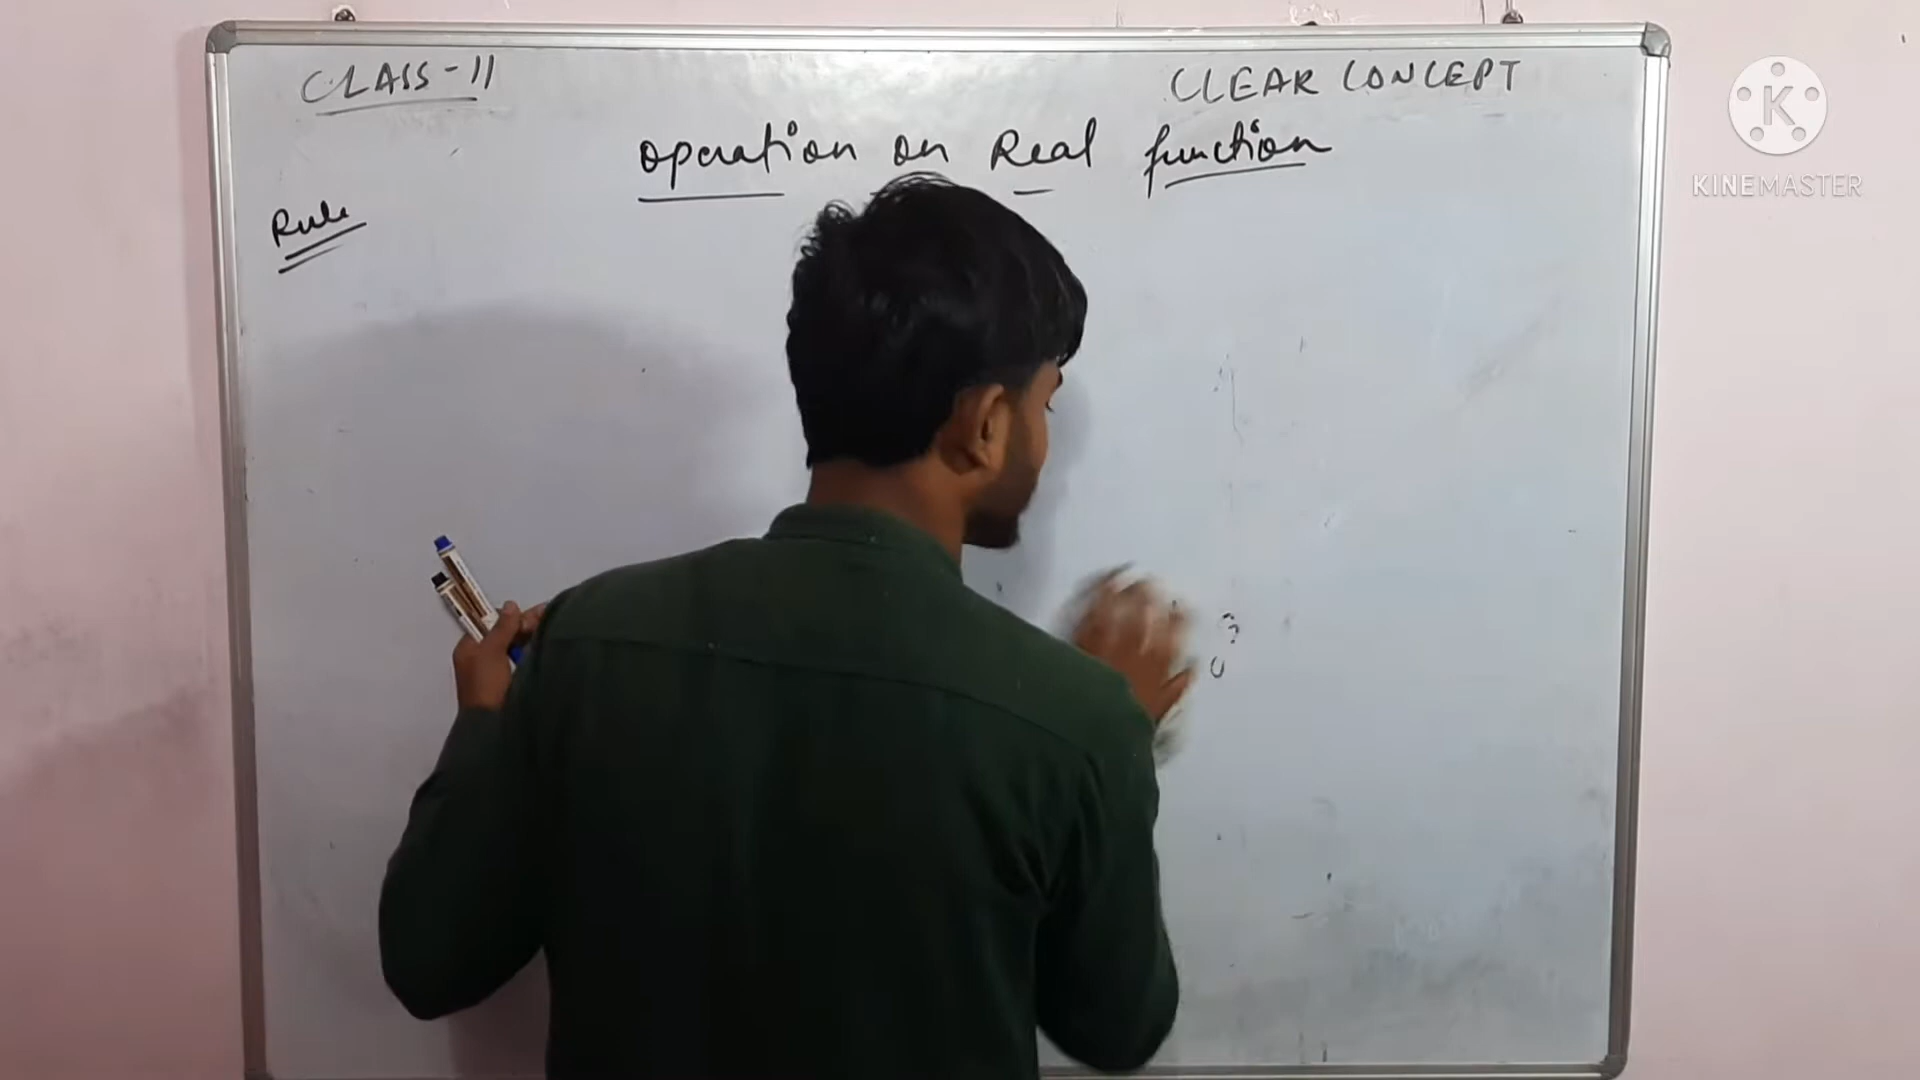 CLASS-11
CLEAR CONCEPT
operation on Real function
Rule
K
KINEMASTER